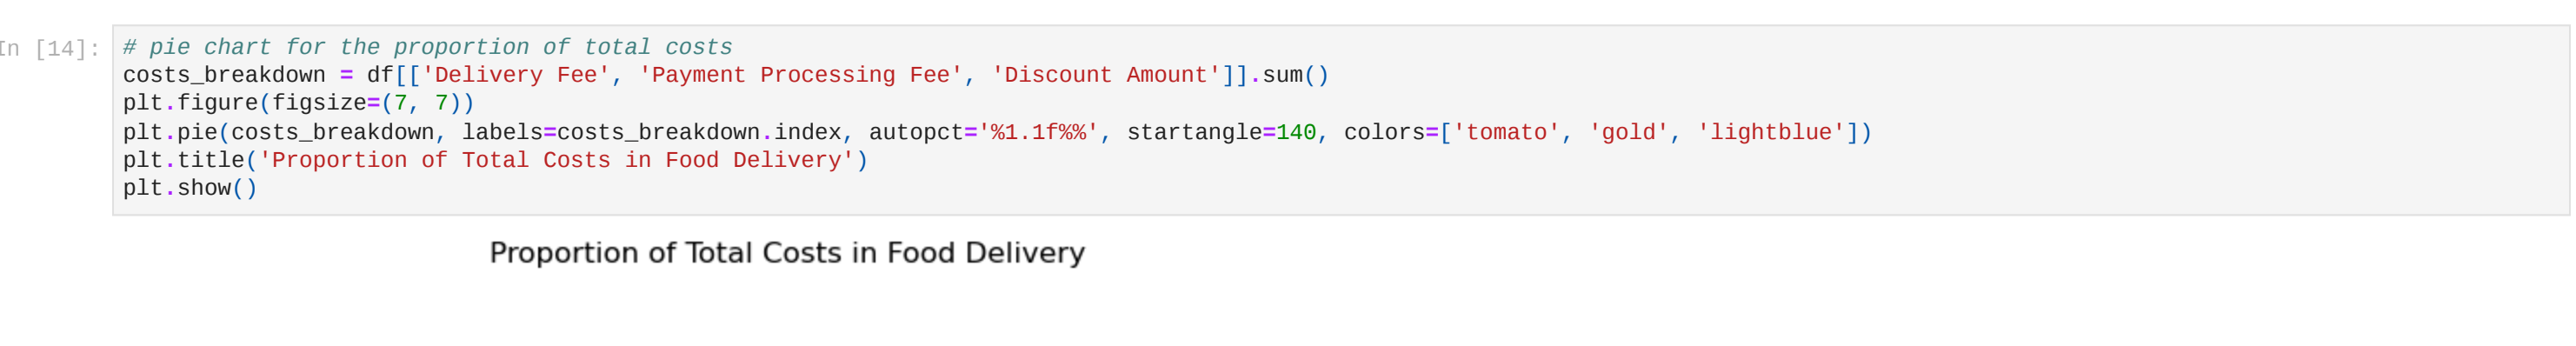 In [14]:
# pie chart for the proportion of total costs
costs_breakdown = df[['Delivery Fee', 'Payment Processing Fee', 'Discount Amount']].sum()
plt.figure(figsize=(7, 7))
plt.pie(costs_breakdown, labels=costs_breakdown.index, autopct='%1.1f%%', startangle=140, colors=['tomato', 'gold', 'lightblue'])
plt.title('Proportion of Total Costs in Food Delivery')
plt.show()
Proportion of Total Costs in Food Delivery